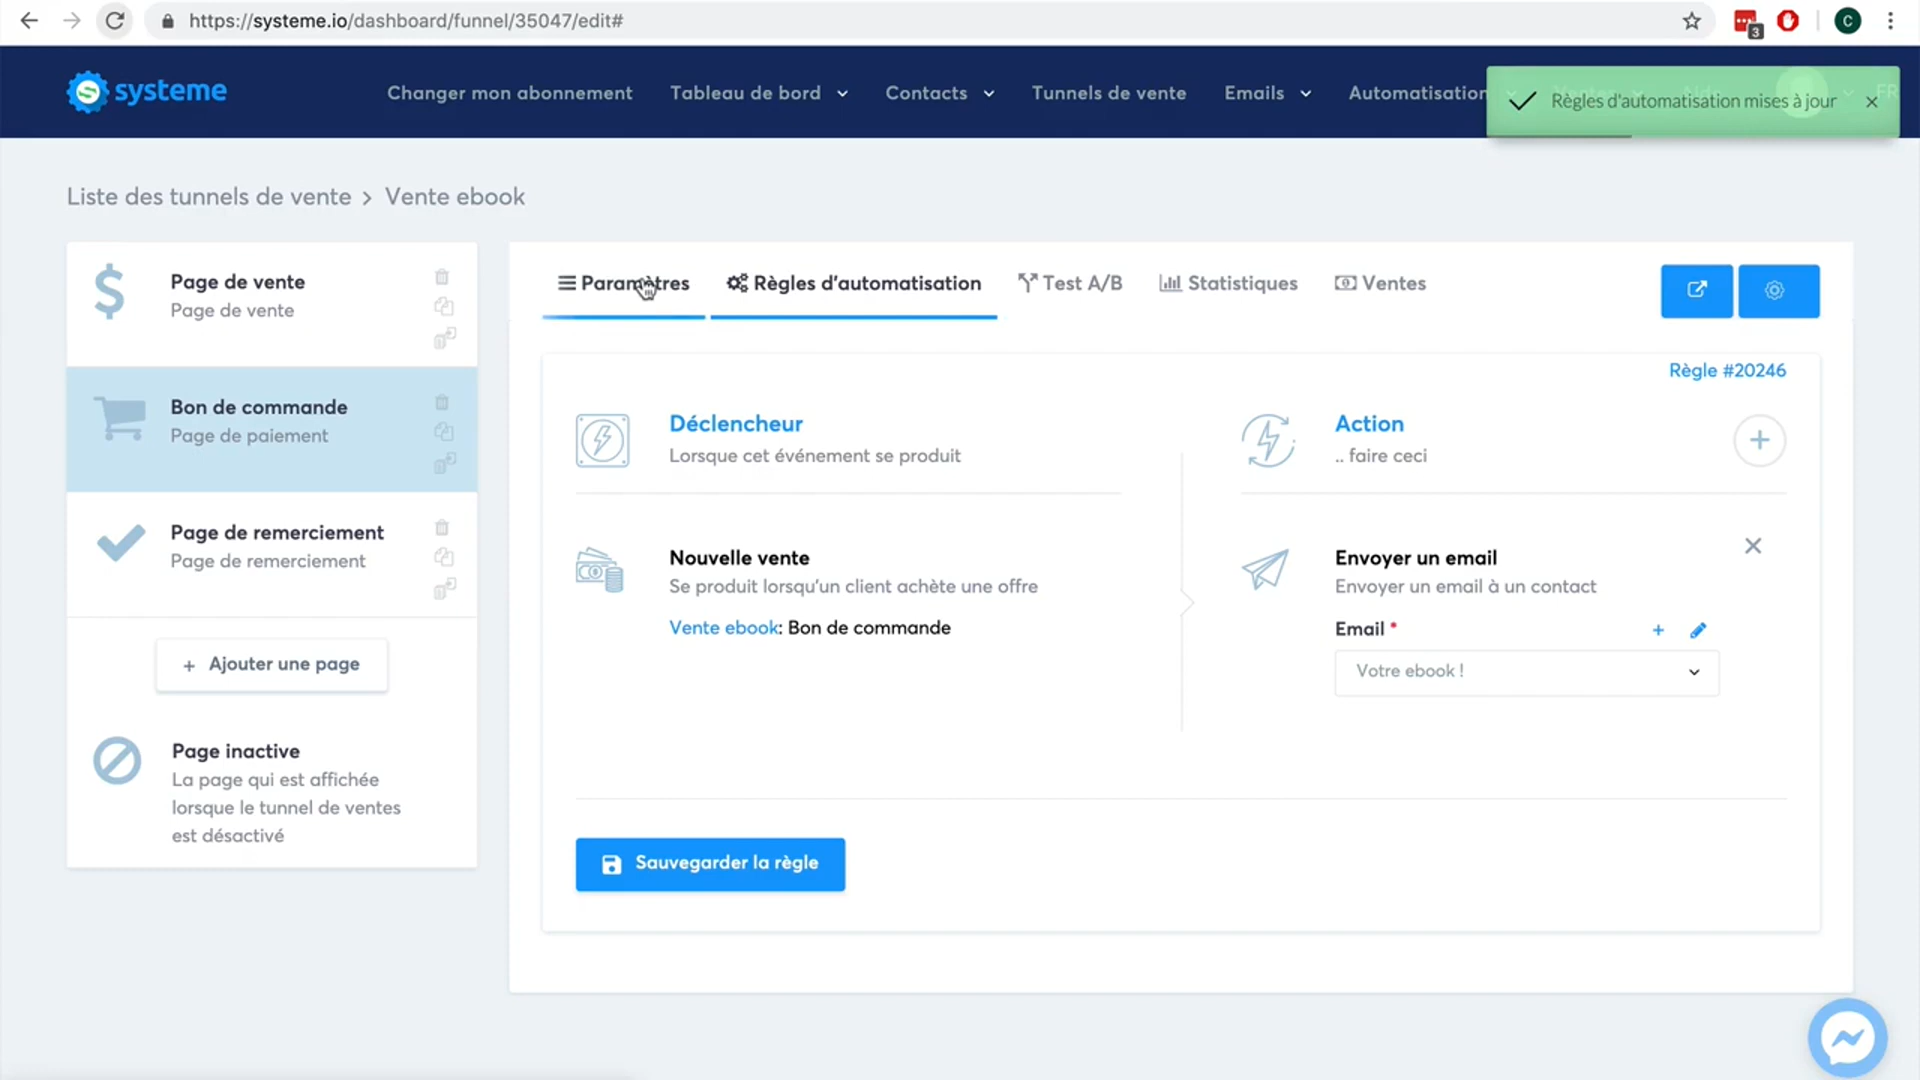 https://systeme.io/dashboard/funnel/35047/edit#
3
C
systeme
Changer mon abonnement
Tableau de bord
Contacts
Tunnels de vente
Emails
Automatisation
Règles d'automatisation mises à jour
FR
Liste des tunnels de vente > Vente ebook
Page de vente
Page de vente
Bon de commande
Page de paiement
Page de remerciement
Page de remerciement
+ Ajouter une page
Page inactive
La page qui est affichée
lorsque le tunnel de ventes
est désactivé
Paramètres
Règles d'automatisation
Test A/B
Statistiques
Ventes
Règle #20246
Déclencheur
Lorsque cet événement se produit
Nouvelle vente
Se produit lorsqu'un client achète une offre
Vente ebook: Bon de commande
Action
.. faire ceci
Envoyer un email
Envoyer un email à un contact
Email *
Votre ebook !
Sauvegarder la règle